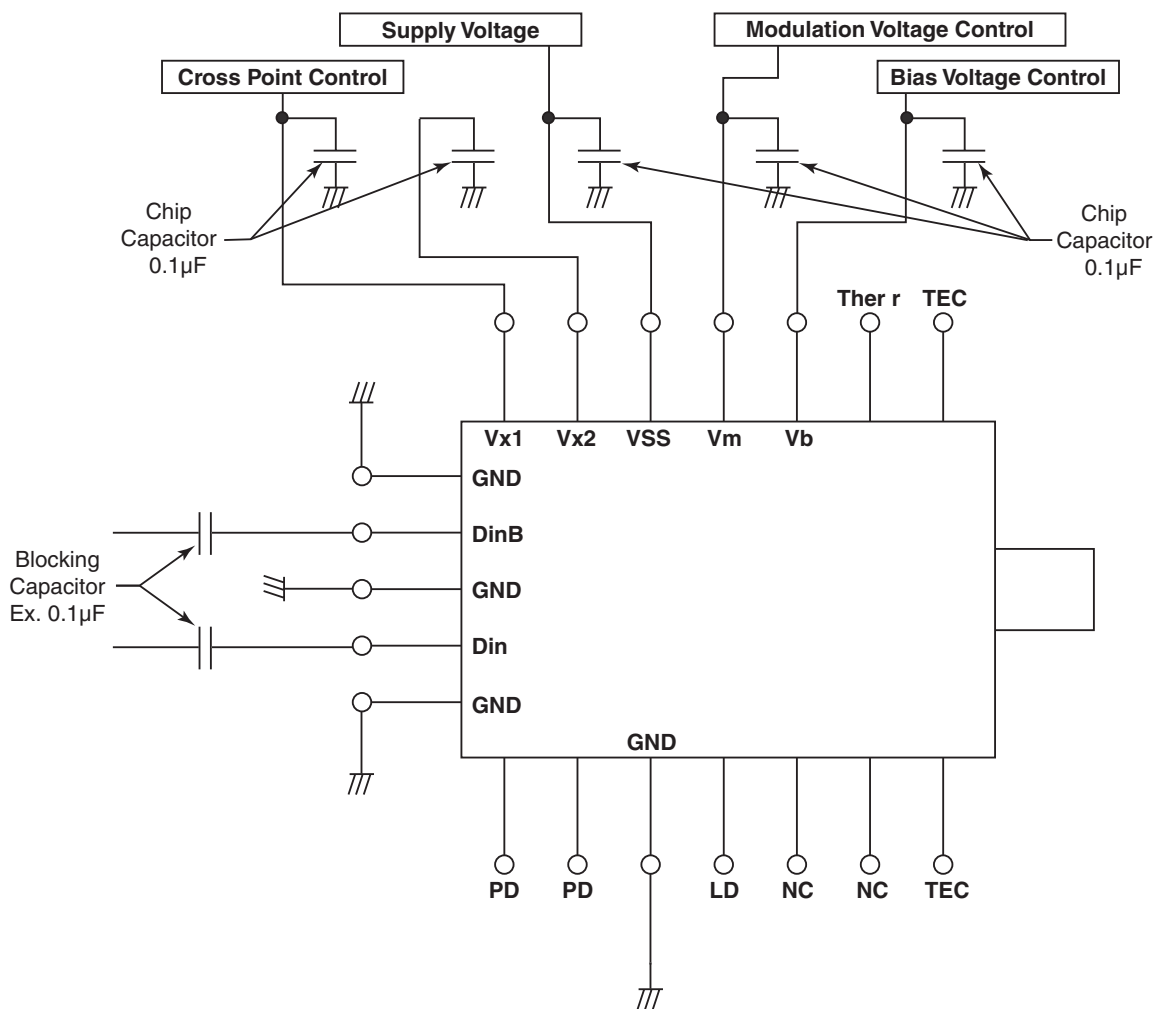 Supply Voltage
Modulation Voltage Control
Cross Point Control
Bias Voltage Control
Chip
Capacitor
0.1µF
Chip
Capacitor
0.1µF
Ther r
TEC
Vx1
Vx2
VSS
Vm
Vb
GND
DinB
GND
Din
GND
Blocking
Capacitor
Ex. 0.1µF
GND
PD
PD
LD
NC
NC
TEC